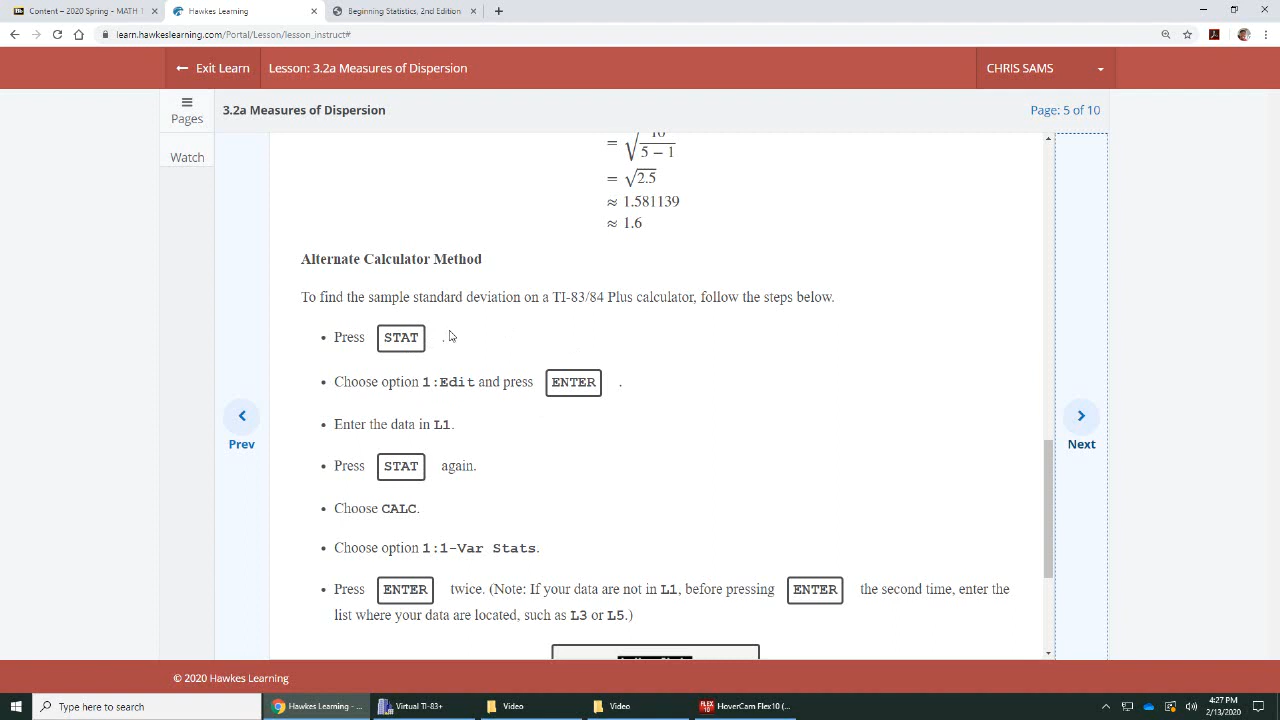 Content – 2020 Spring - MATH 1
Hawkes Learning
Beginning Statistics, 2nd Edition
learn.hawkeslearning.com/Portal/Lesson/lesson_instruct#
← Exit Learn
Lesson: 3.2a Measures of Dispersion
CHRIS SAMS
Pages
3.2a Measures of Dispersion
Page: 5 of 10
Watch
= √ 10 / 5 − 1
= √2.5
≈ 1.581139
≈ 1.6
Alternate Calculator Method
To find the sample standard deviation on a TI-83/84 Plus calculator, follow the steps below.
• Press STAT .
• Choose option 1:Edit and press ENTER .
• Enter the data in L1.
• Press STAT again.
• Choose CALC.
• Choose option 1:1-Var Stats.
• Press ENTER twice. (Note: If your data are not in L1, before pressing ENTER the second time, enter the
list where your data are located, such as L3 or L5.)
Prev
Next
© 2020 Hawkes Learning
Type here to search
Hawkes Learning - ...
Virtual TI-83+
Video
Video
HoverCam Flex10 (...
4:27 PM
2/13/2020